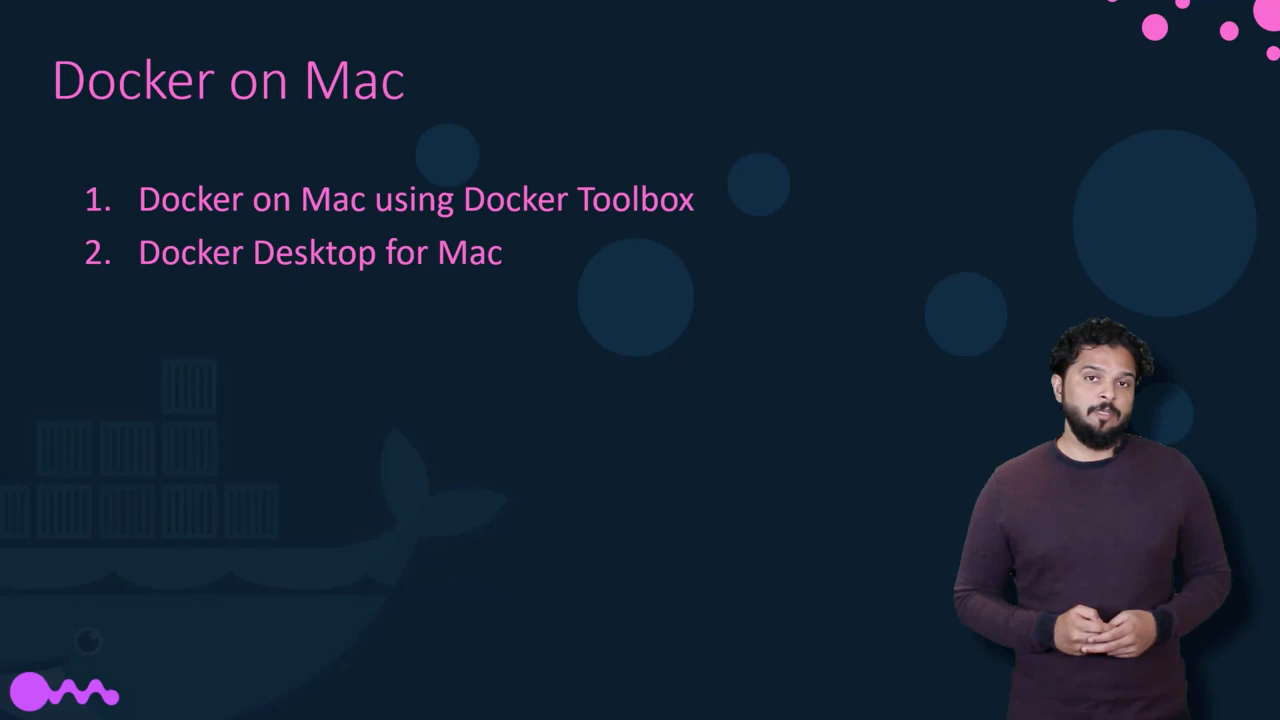 Docker on Mac
1. Docker on Mac using Docker Toolbox
2. Docker Desktop for Mac